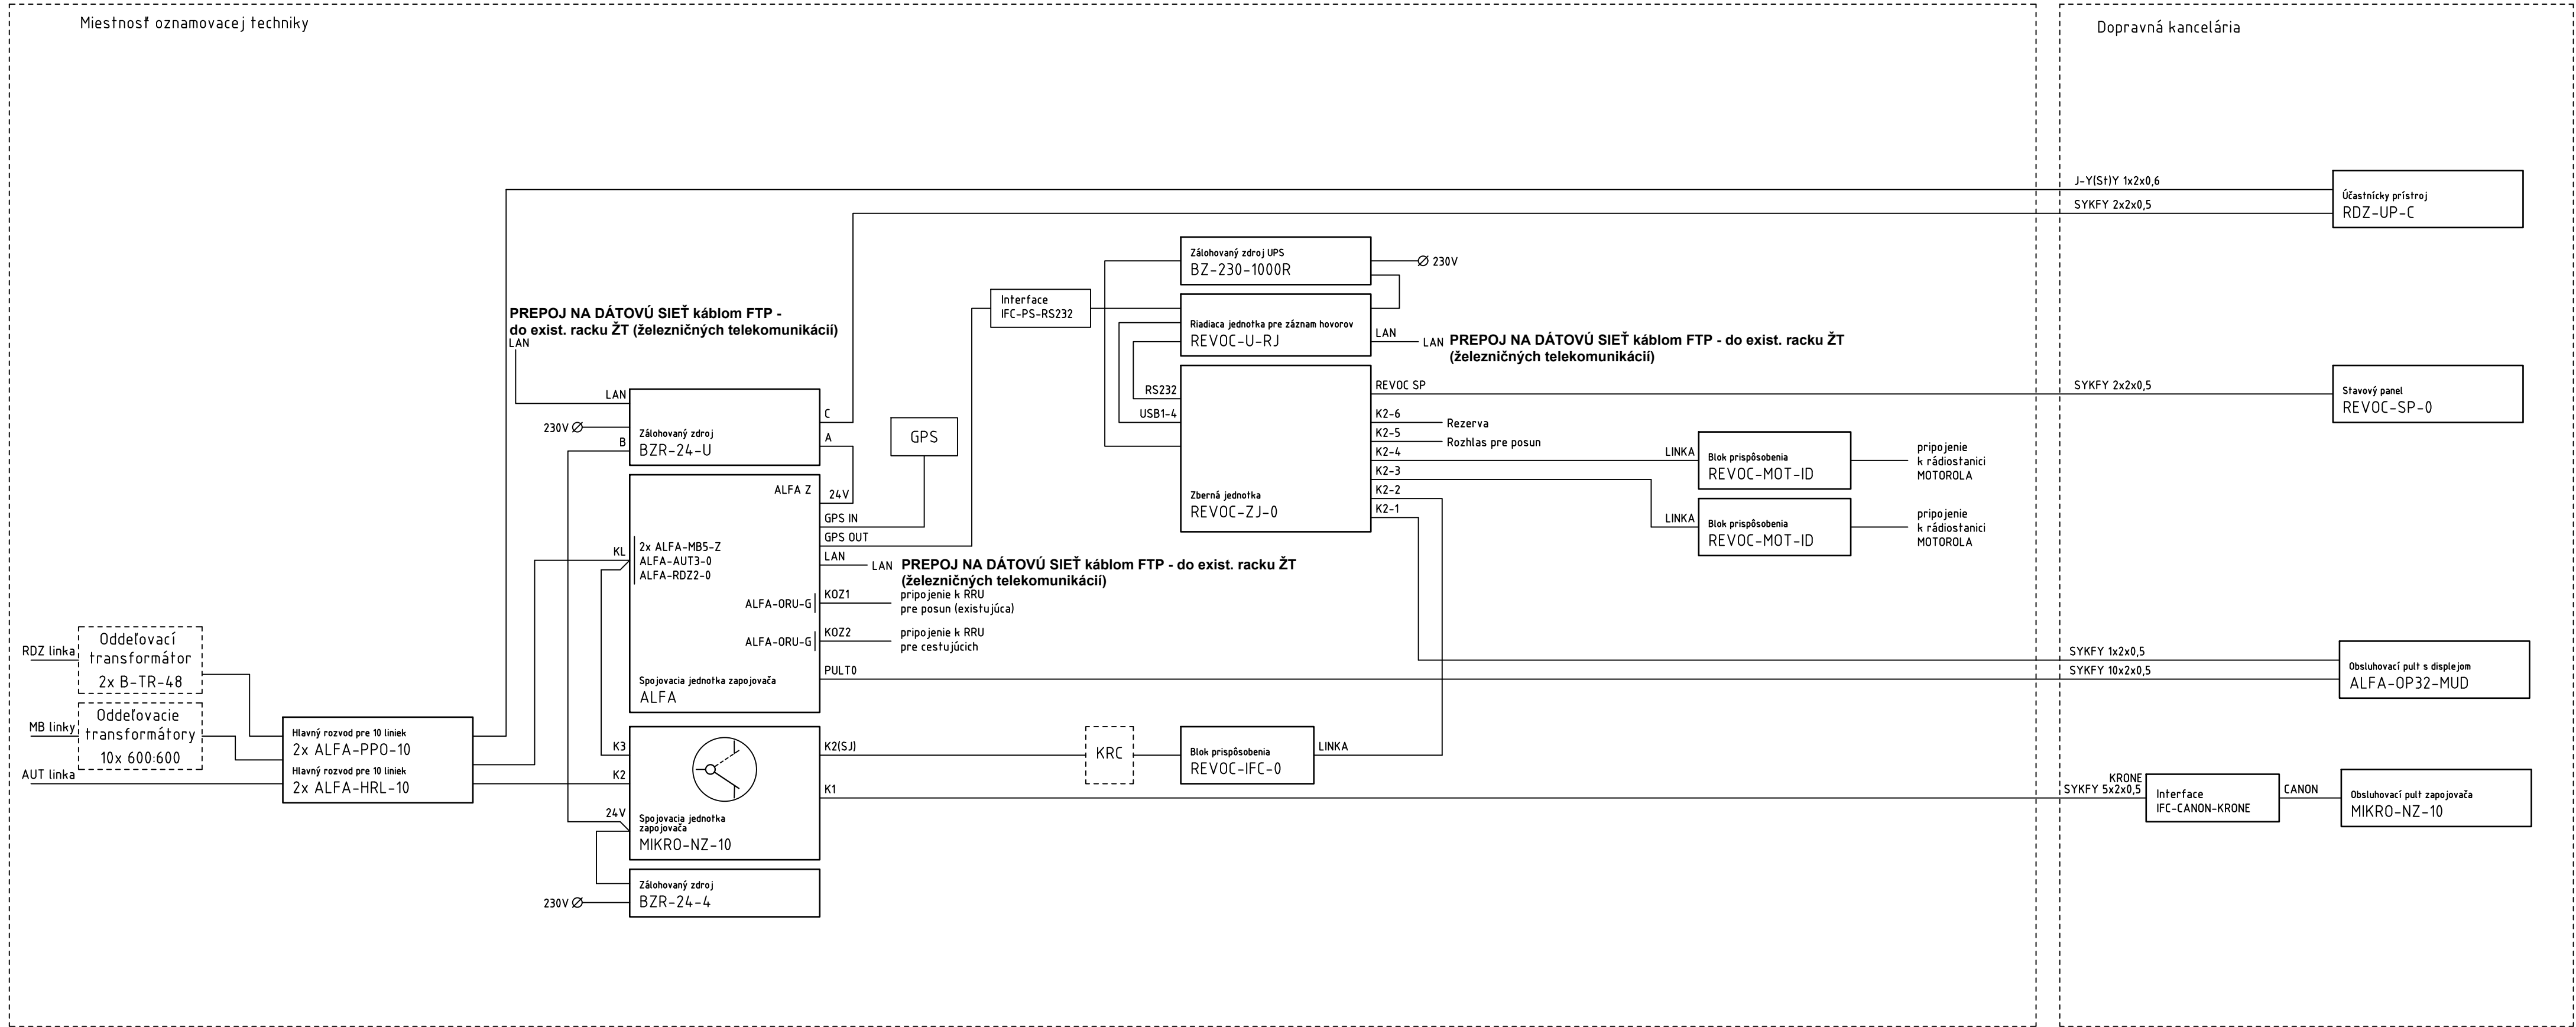 Miestnosť oznamovacej techniky
Dopravná kancelária
J-Y(St)Y 1x2x0,6
SYKFY 2x2x0,5
Účastnícky prístroj
RDZ-UP-C
Zálohovaný zdroj UPS
BZ-230-1000R
230V
Interface
IFC-PS-RS232
Riadiaca jednotka pre záznam hovorov
REVOC-U-RJ
LAN
LAN
PREPOJ NA DÁTOVÚ SIEŤ káblom FTP - do exist. racku ŽT
(železničných telekomunikácií)
PREPOJ NA DÁTOVÚ SIEŤ káblom FTP -
do exist. racku ŽT (železničných telekomunikácií)
LAN
LAN
230V
B
Zálohovaný zdroj
BZR-24-U
C
A
GPS
RS232
USB1-4
Zberná jednotka
REVOC-ZJ-0
REVOC SP
K2-6
Rezerva
K2-5
Rozhlas pre posun
K2-4
K2-3
K2-2
K2-1
SYKFY 2x2x0,5
Stavový panel
REVOC-SP-0
LINKA
Blok prispôsobenia
REVOC-MOT-ID
pripojenie
k rádiostanici
MOTOROLA
LINKA
Blok prispôsobenia
REVOC-MOT-ID
pripojenie
k rádiostanici
MOTOROLA
ALFA Z
24V
GPS IN
GPS OUT
LAN
LAN
PREPOJ NA DÁTOVÚ SIEŤ káblom FTP - do exist. racku ŽT
(železničných telekomunikácií)
KL
2x ALFA-MB5-Z
ALFA-AUT3-0
ALFA-RDZ2-0
ALFA-ORU-G
KOZ1
pripojenie k RRU
pre posun (existujúca)
ALFA-ORU-G
KOZ2
pripojenie k RRU
pre cestujúcich
PULT0
Spojovacia jednotka zapojovača
ALFA
SYKFY 1x2x0,5
SYKFY 10x2x0,5
Obsluhovací pult s displejom
ALFA-OP32-MUD
RDZ linka
Oddeľovací
transformátor
2x B-TR-48
MB linky
Oddeľovacie
transformátory
10x 600:600
AUT linka
Hlavný rozvod pre 10 liniek
2x ALFA-PPO-10
Hlavný rozvod pre 10 liniek
2x ALFA-HRL-10
K3
K2
24V
K2(SJ)
K1
Spojovacia jednotka
zapojovača
MIKRO-NZ-10
KRC
Blok prispôsobenia
REVOC-IFC-0
LINKA
KRONE
SYKFY 5x2x0,5
Interface
IFC-CANON-KRONE
CANON
Obsluhovací pult zapojovača
MIKRO-NZ-10
230V
Zálohovaný zdroj
BZR-24-4